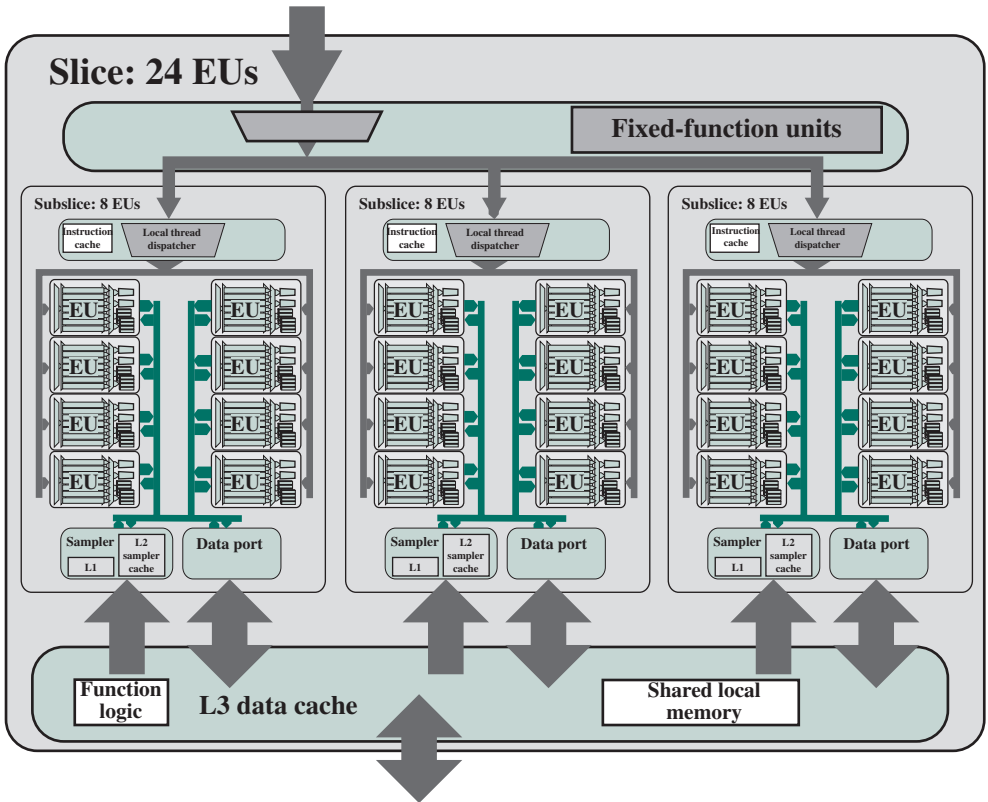 Slice: 24 EUs
Fixed-function units
Subslice: 8 EUs
Instruction
cache
Local thread
dispatcher
EU
EU
EU
EU
EU
EU
EU
EU
Sampler
L1
L2
sampler
cache
Data port
Subslice: 8 EUs
Instruction
cache
Local thread
dispatcher
EU
EU
EU
EU
EU
EU
EU
EU
Sampler
L1
L2
sampler
cache
Data port
Subslice: 8 EUs
Instruction
cache
Local thread
dispatcher
EU
EU
EU
EU
EU
EU
EU
EU
Sampler
L1
L2
sampler
cache
Data port
Function
logic
L3 data cache
Shared local
memory